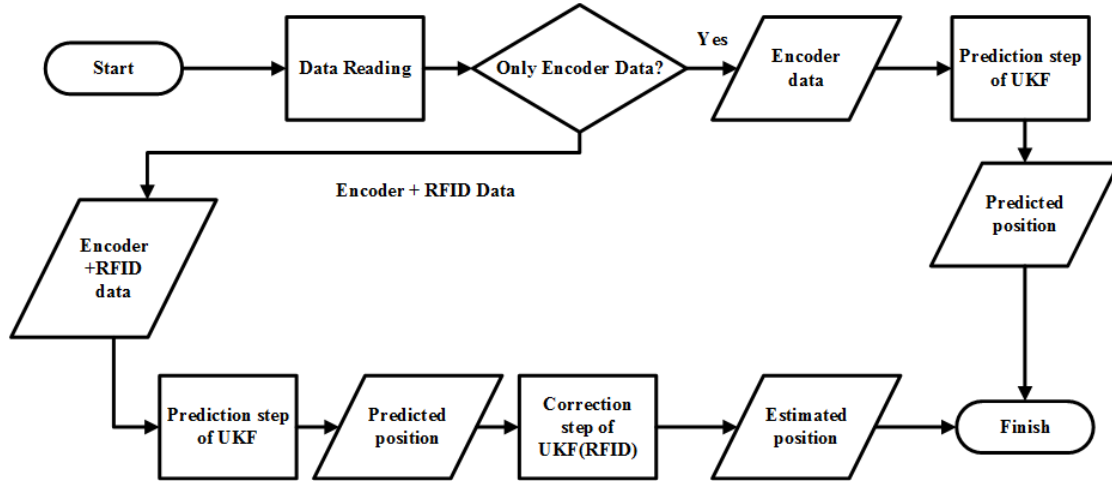 Yes
Start
Data Reading
Only Encoder Data?
Encoder
data
Prediction step
of UKF
Encoder + RFID Data
Predicted
position
Encoder
+RFID
data
Prediction step
of UKF
Predicted
position
Correction
step of
UKF(RFID)
Estimated
position
Finish